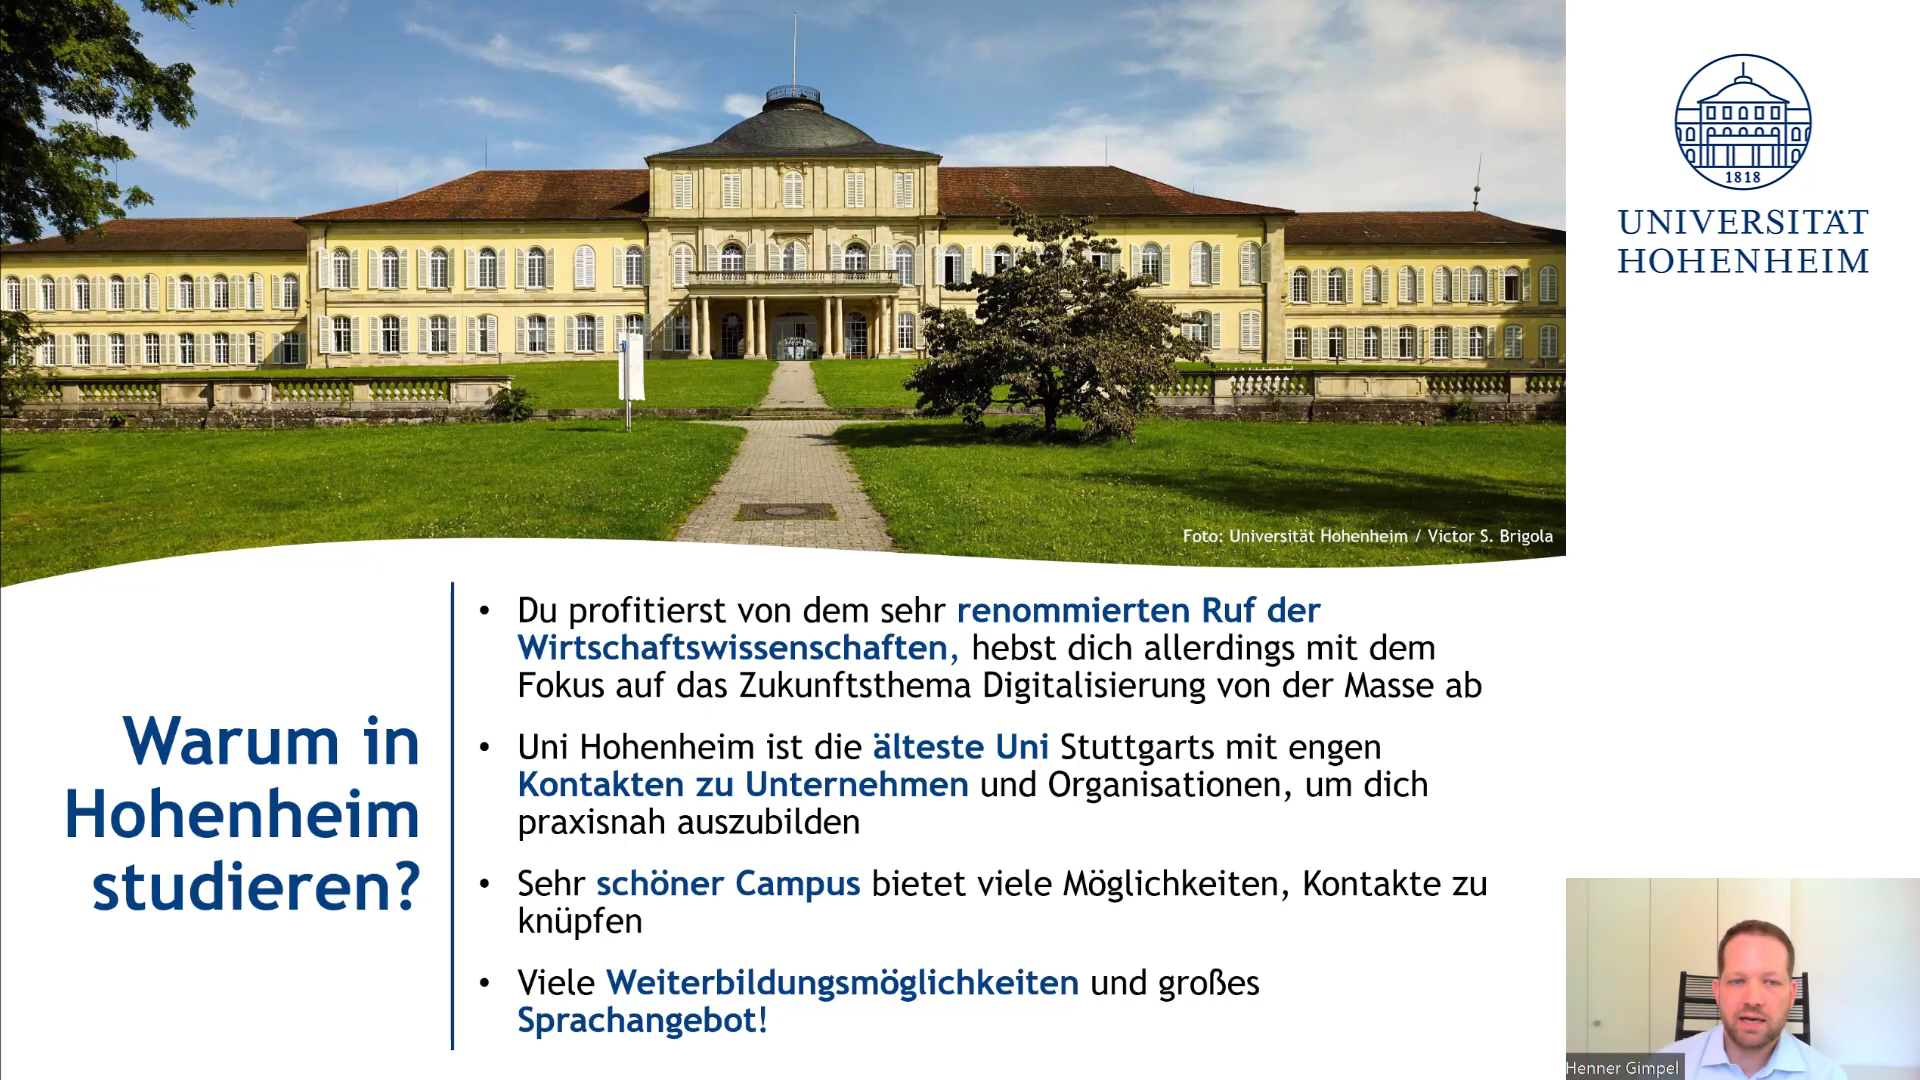 1818
UNIVERSITÄT
HOHENHEIM
Foto: Universität Hohenheim / Victor S. Brigola
Warum in
Hohenheim
studieren?
• Du profitierst von dem sehr renommierten Ruf der
Wirtschaftswissenschaften, hebst dich allerdings mit dem
Fokus auf das Zukunftsthema Digitalisierung von der Masse ab
• Uni Hohenheim ist die älteste Uni Stuttgarts mit engen
Kontakten zu Unternehmen und Organisationen, um dich
praxisnah auszubilden
• Sehr schöner Campus bietet viele Möglichkeiten, Kontakte zu
knüpfen
• Viele Weiterbildungsmöglichkeiten und großes
Sprachangebot!
Henner Gimpel